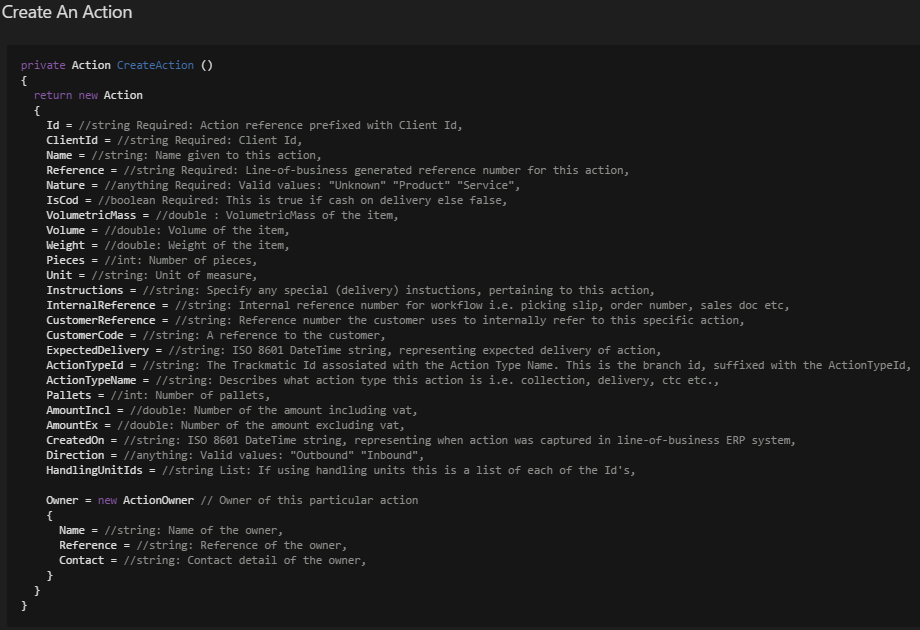 Create An Action
private Action CreateAction ()
{
return new Action
{
Id = //string Required: Action reference prefixed with Client Id,
ClientId = //string Required: Client Id,
Name = //string: Name given to this action,
Reference = //string Required: Line-of-business generated reference number for this action,
Nature = //anything Required: Valid values: "Unknown" "Product" "Service",
IsCod = //boolean Required: This is true if cash on delivery else false,
VolumetricMass = //double : VolumetricMass of the item,
Volume = //double: Volume of the item,
Weight = //double: Weight of the item,
Pieces = //int: Number of pieces,
Unit = //string: Unit of measure,
Instructions = //string: Specify any special (delivery) instuctions, pertaining to this action,
InternalReference = //string: Internal reference number for workflow i.e. picking slip, order number, sales doc etc,
CustomerReference = //string: Reference number the customer uses to internally refer to this specific action,
CustomerCode = //string: A reference to the customer,
ExpectedDelivery = //string: ISO 8601 DateTime string, representing expected delivery of action,
ActionTypeId = //string: The Trackmatic Id assosiated with the Action Type Name. This is the branch id, suffixed with the ActionTypeId,
ActionTypeName = //string: Describes what action type this action is i.e. collection, delivery, ctc etc.,
Pallets = //int: Number of pallets,
AmountIncl = //double: Number of the amount including vat,
AmountEx = //double: Number of the amount excluding vat,
CreatedOn = //string: ISO 8601 DateTime string, representing when action was captured in line-of-business ERP system,
Direction = //anything: Valid values: "Outbound" "Inbound",
HandlingUnitIds = //string List: If using handling units this is a list of each of the Id's,
Owner = new ActionOwner // Owner of this particular action
{
Name = //string: Name of the owner,
Reference = //string: Reference of the owner,
Contact = //string: Contact detail of the owner,
}
}
}